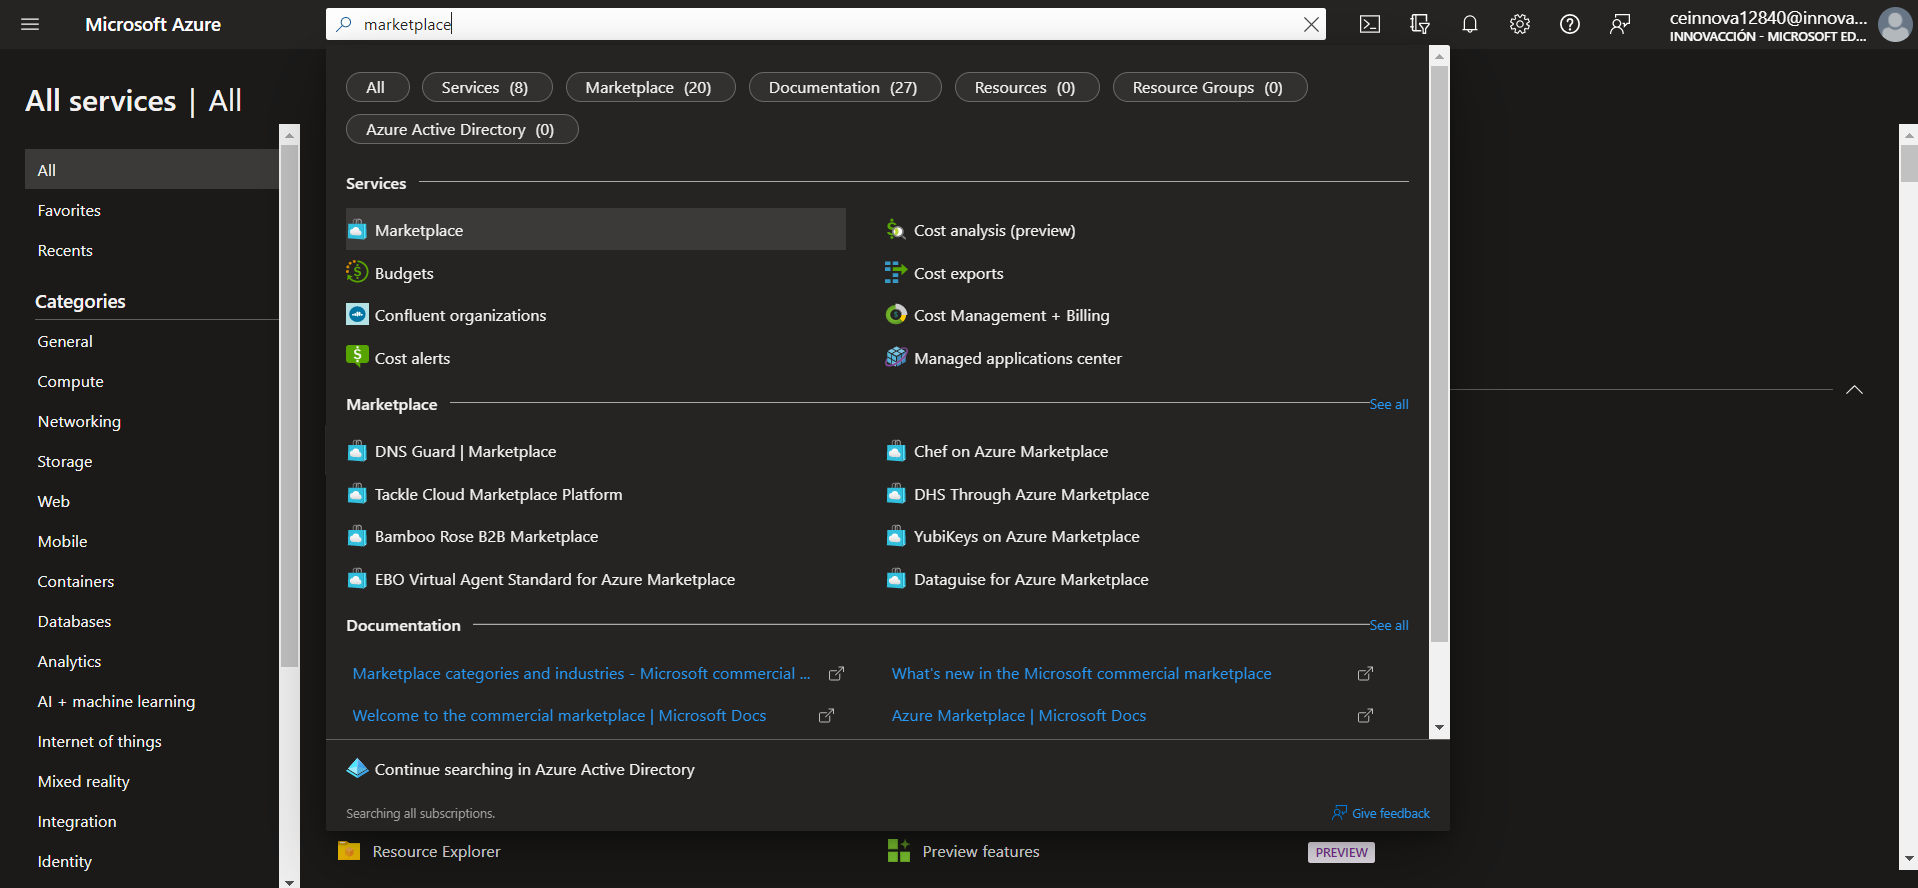 Microsoft Azure
marketplace
ceinnova12840@innova...
INNOVACCIÓN - MICROSOFT ED...
All services | All
All
Favorites
Recents
Categories
General
Compute
Networking
Storage
Web
Mobile
Containers
Databases
Analytics
AI + machine learning
Internet of things
Mixed reality
Integration
Identity
All
Services (8)
Marketplace (20)
Documentation (27)
Resources (0)
Resource Groups (0)
Azure Active Directory (0)
Services
Marketplace
Cost analysis (preview)
Budgets
Cost exports
Confluent organizations
Cost Management + Billing
Cost alerts
Managed applications center
Marketplace
See all
DNS Guard | Marketplace
Chef on Azure Marketplace
Tackle Cloud Marketplace Platform
DHS Through Azure Marketplace
Bamboo Rose B2B Marketplace
YubiKeys on Azure Marketplace
EBO Virtual Agent Standard for Azure Marketplace
Dataguise for Azure Marketplace
Documentation
See all
Marketplace categories and industries - Microsoft commercial ...
What's new in the Microsoft commercial marketplace
Welcome to the commercial marketplace | Microsoft Docs
Azure Marketplace | Microsoft Docs
Continue searching in Azure Active Directory
Searching all subscriptions.
Give feedback
Resource Explorer
Preview features
PREVIEW